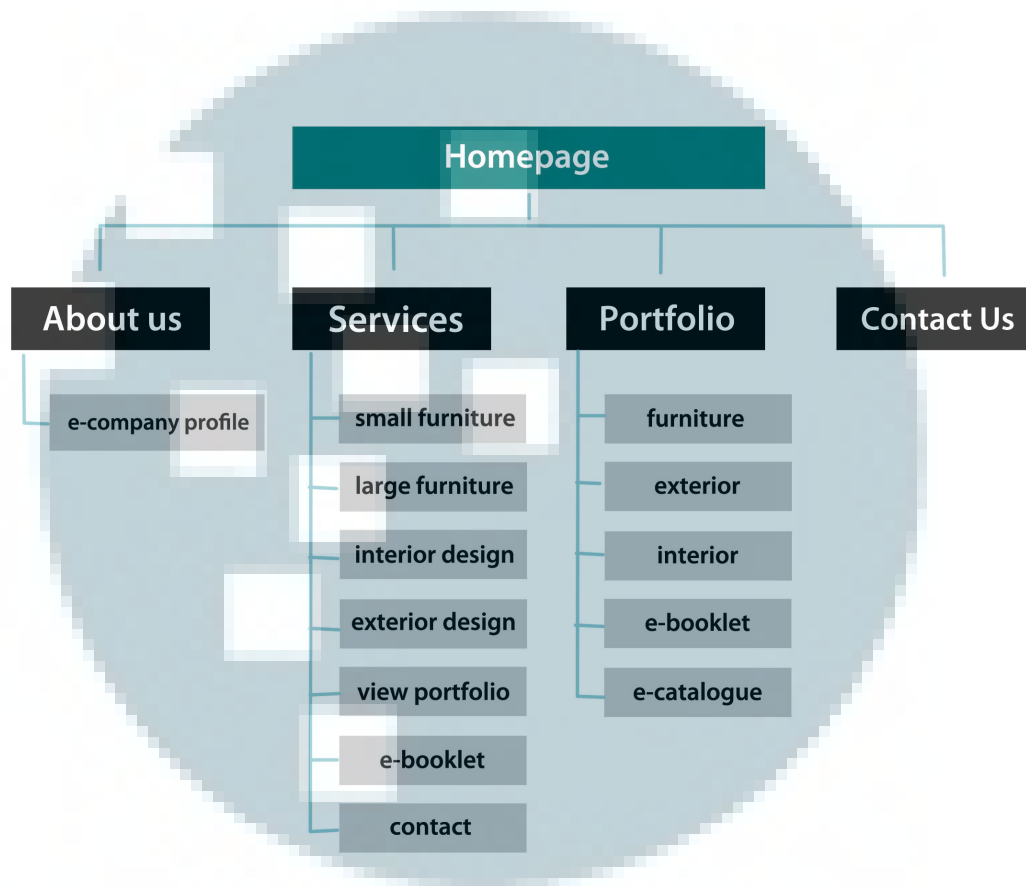 Homepage
About us
Services
Portfolio
Contact Us
e-company profile
small furniture
large furniture
interior design
exterior design
view portfolio
e-booklet
contact
furniture
exterior
interior
e-booklet
e-catalogue